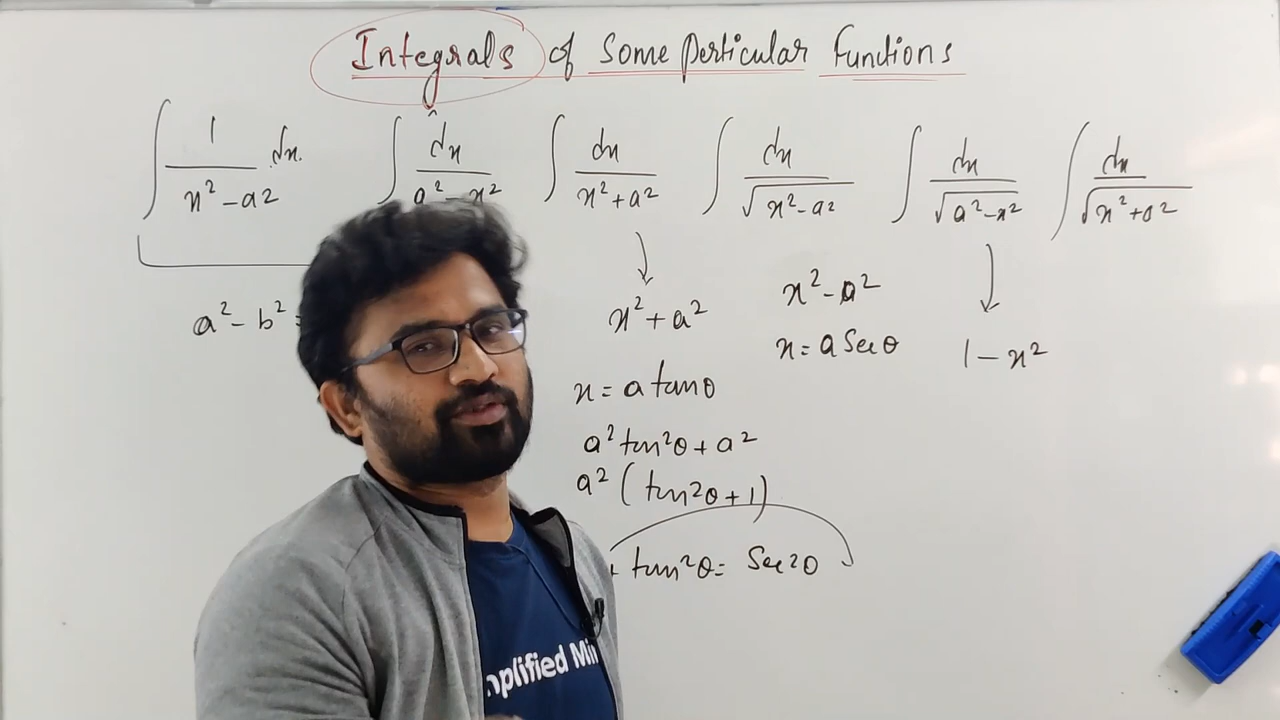 Integrals of Some perticular functions
∫ 1/(x² - a²) dx. ∫ dx/(a² - x²) ∫ dx/(x² + a²) ∫ dx/√(x² - a²) ∫ dx/√(a² - x²) ∫ dx/√(x² + a²)
a² - b² =
x² + a²
x = a tanθ
a² tan²θ + a²
a² (tan²θ + 1)
+ tan²θ = Sec²θ
x² - a²
x = a Secθ
1 - x²
mplified Min